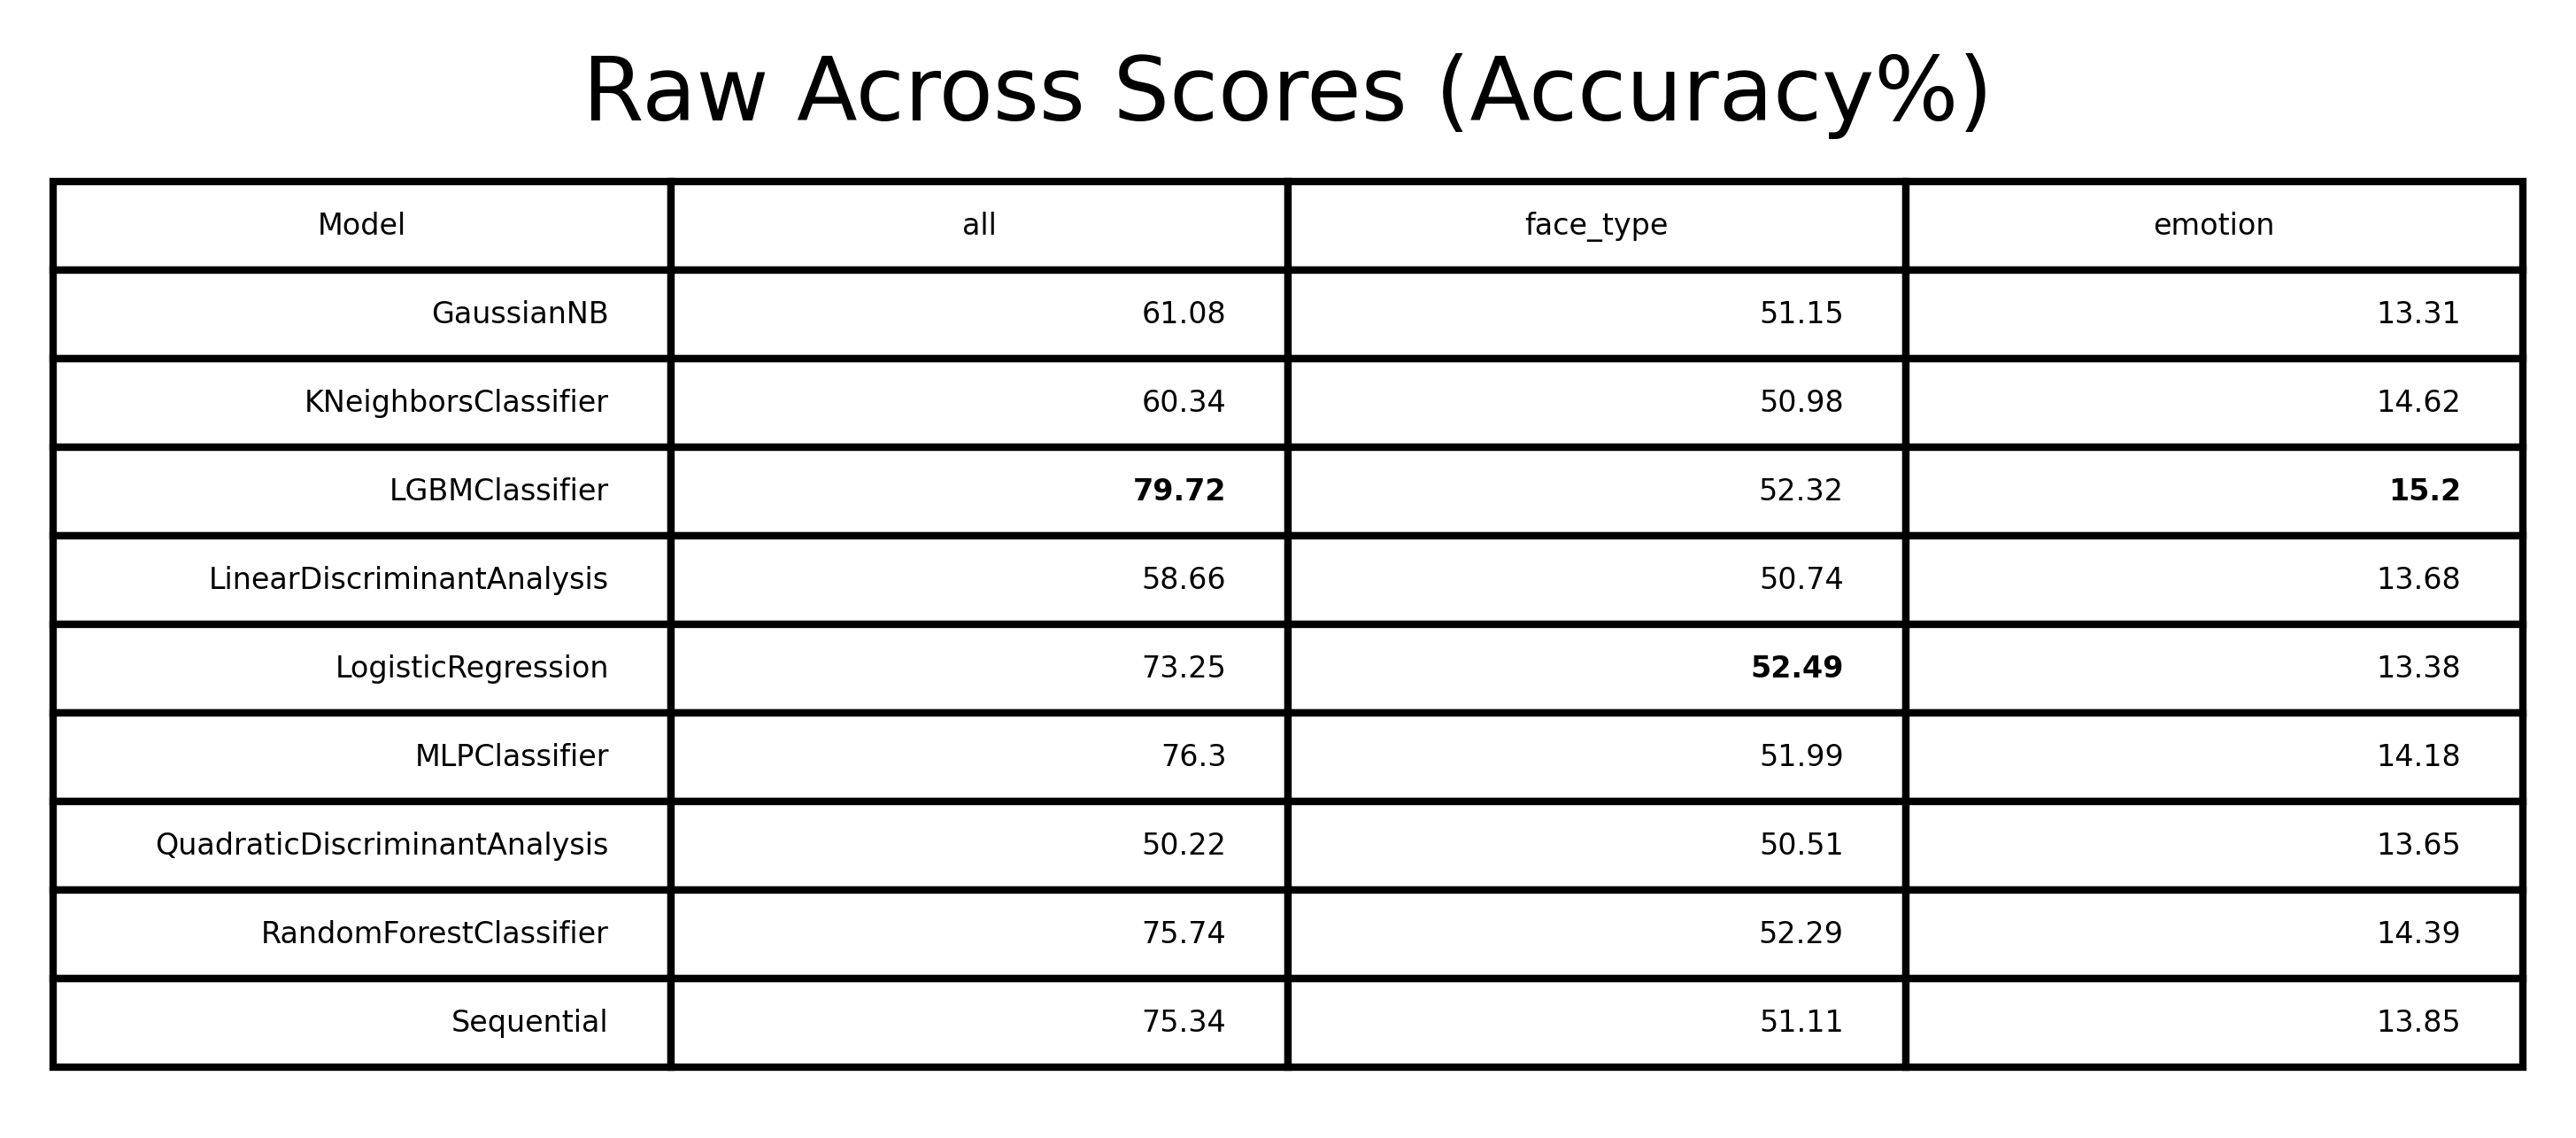 Raw Across Scores (Accuracy%)
Model all face_type emotion
GaussianNB 61.08 51.15 13.31
KNeighborsClassifier 60.34 50.98 14.62
LGBMClassifier 79.72 52.32 15.2
LinearDiscriminantAnalysis 58.66 50.74 13.68
LogisticRegression 73.25 52.49 13.38
MLPClassifier 76.3 51.99 14.18
QuadraticDiscriminantAnalysis 50.22 50.51 13.65
RandomForestClassifier 75.74 52.29 14.39
Sequential 75.34 51.11 13.85